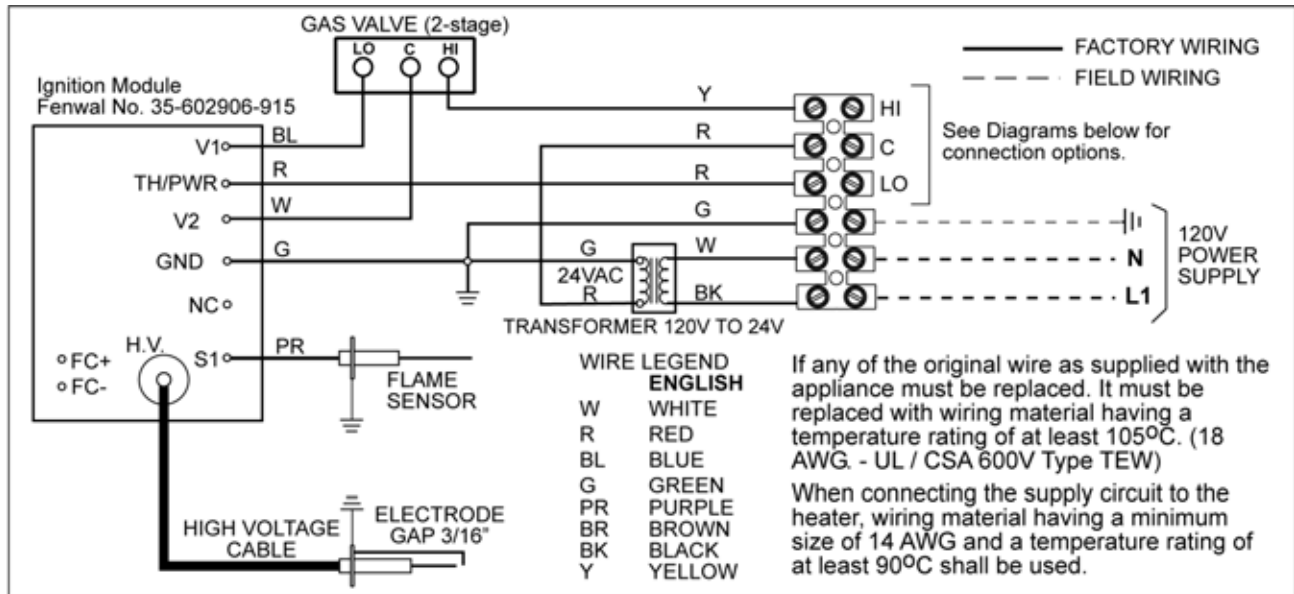 GAS VALVE (2-stage)
LO C HI
Ignition Module
Fenwal No. 35-602906-915
FACTORY WIRING
FIELD WIRING
V1 BL
TH/PWR R
V2 W
GND G
NC
FC+
FC-
H.V.
S1 PR
Y HI
R C
R LO
G
W
BK
See Diagrams below for
connection options.
N
L1
120V
POWER
SUPPLY
G
24VAC
R
TRANSFORMER 120V TO 24V
FLAME
SENSOR
HIGH VOLTAGE
CABLE
ELECTRODE
GAP 3/16"
WIRE LEGEND
ENGLISH
W WHITE
R RED
BL BLUE
G GREEN
PR PURPLE
BR BROWN
BK BLACK
Y YELLOW
If any of the original wire as supplied with the
appliance must be replaced. It must be
replaced with wiring material having a
temperature rating of at least 105ºC. (18
AWG. - UL / CSA 600V Type TEW)
When connecting the supply circuit to the
heater, wiring material having a minimum
size of 14 AWG and a temperature rating of
at least 90ºC shall be used.